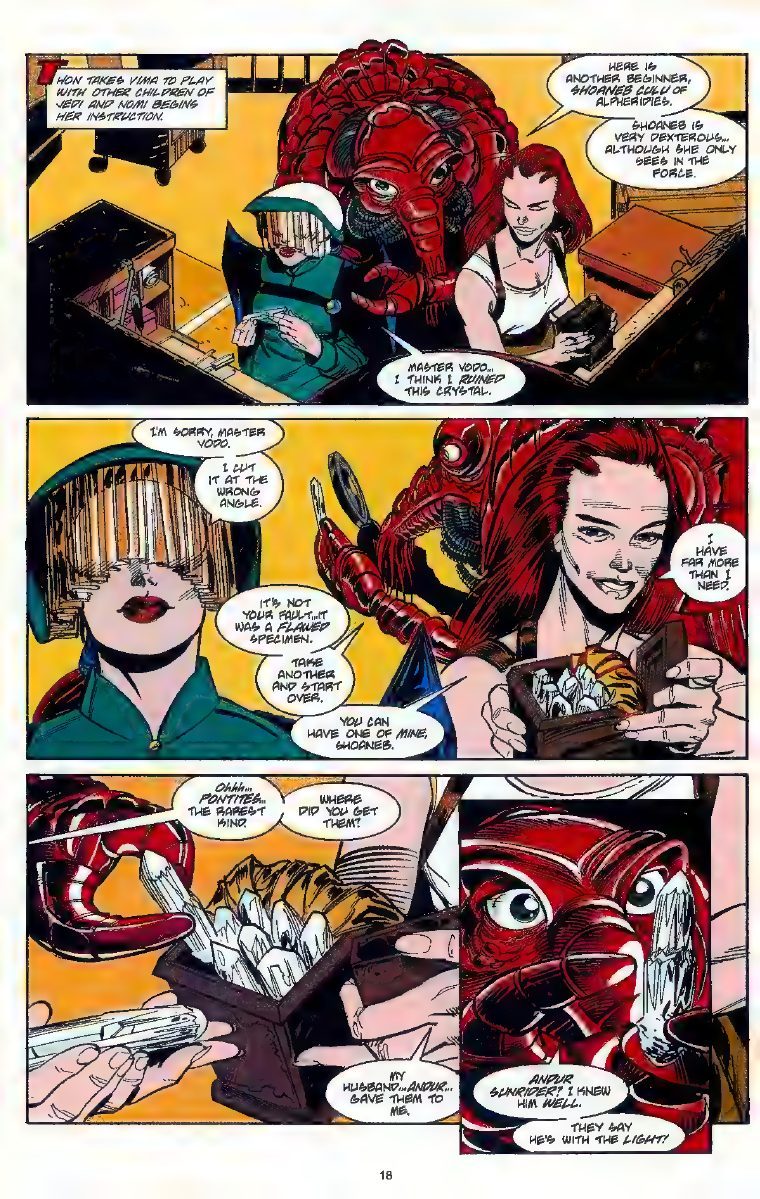 THON TAKES VIMA TO PLAY
WITH OTHER CHILDREN OF
JEDI AND NOMI BEGINS
HER INSTRUCTION.
HERE IS
ANOTHER BEGINNER,
SHOANEB CULU OF
ALPHERIDIES.
SHOANEB IS
VERY DEXTEROUS...
ALTHOUGH SHE ONLY
SEES IN THE
FORCE.
MASTER VODO...
I THINK I RUINED
THIS CRYSTAL.
I'M SORRY, MASTER
VODO.
I CUT
IT AT THE
WRONG
ANGLE.
IT'S NOT
YOUR FAULT...IT
WAS A FLAWED
SPECIMEN.
TAKE
ANOTHER
AND START
OVER.
YOU CAN
HAVE ONE OF MINE,
SHOANEB.
I
HAVE
FAR MORE
THAN I
NEED.
Ohhh...
PONTITES...
THE RAREST
KIND.
WHERE
DID YOU GET
THEM?
MY
HUSBAND...ANDUR...
GAVE THEM TO
ME.
ANDUR
SUNRIDER? I KNEW
HIM WELL.
THEY SAY
HE'S WITH THE LIGHT!
18